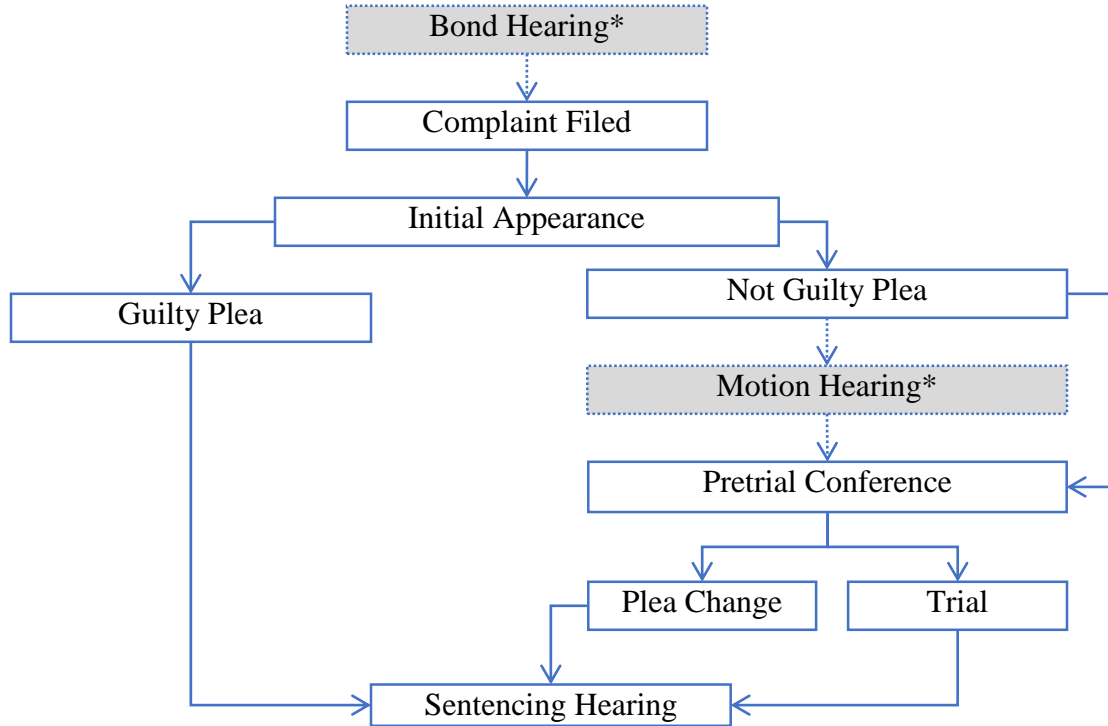 Bond Hearing*
Complaint Filed
Initial Appearance
Not Guilty Plea
Guilty Plea
Motion Hearing*
Pretrial Conference
Plea Change
Trial
Sentencing Hearing